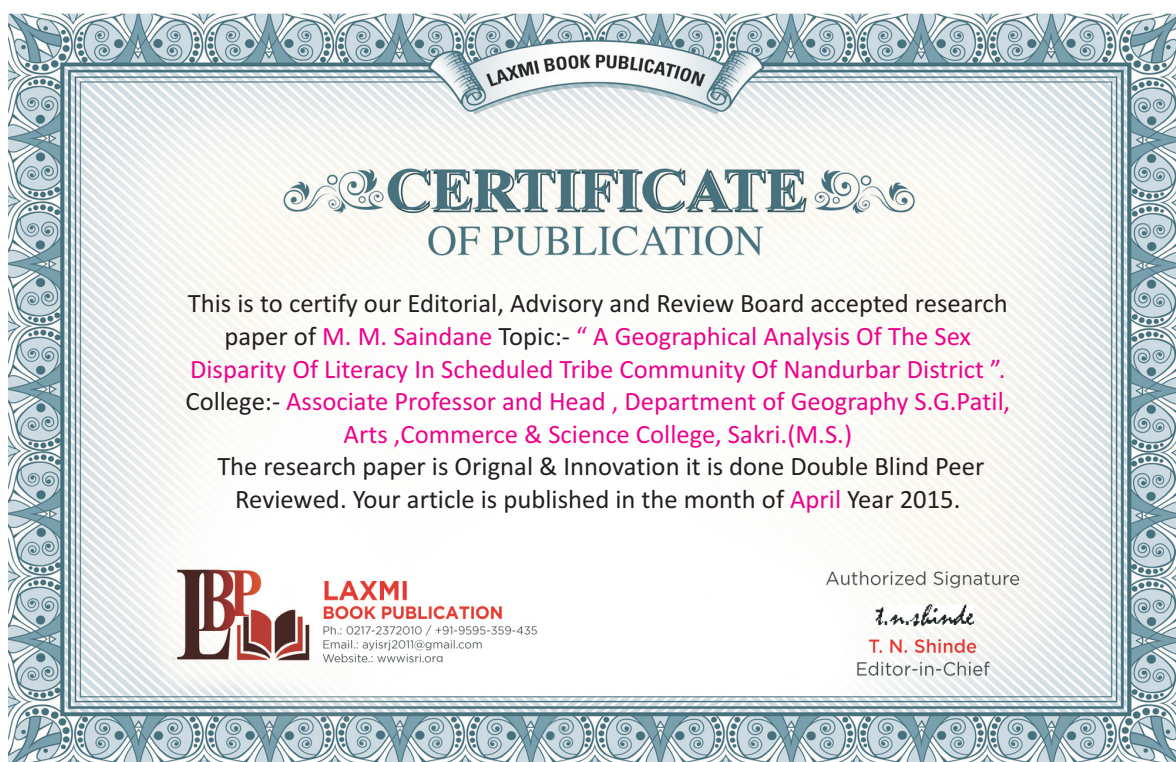 LAXMI BOOK PUBLICATION
CERTIFICATE
OF PUBLICATION
This is to certify our Editorial, Advisory and Review Board accepted research
paper of M. M. Saindane Topic:- “ A Geographical Analysis Of The Sex
Disparity Of Literacy In Scheduled Tribe Community Of Nandurbar District ”.
College:- Associate Professor and Head , Department of Geography S.G.Patil,
Arts ,Commerce & Science College, Sakri.(M.S.)
The research paper is Orignal & Innovation it is done Double Blind Peer
Reviewed. Your article is published in the month of April Year 2015.
LBP
LAXMI
BOOK PUBLICATION
Ph.: 0217-2372010 / +91-9595-359-435
Email.: ayisrj2011@gmail.com
Website.: wwwisri.org
Authorized Signature
t.n.shinde
T. N. Shinde
Editor-in-Chief